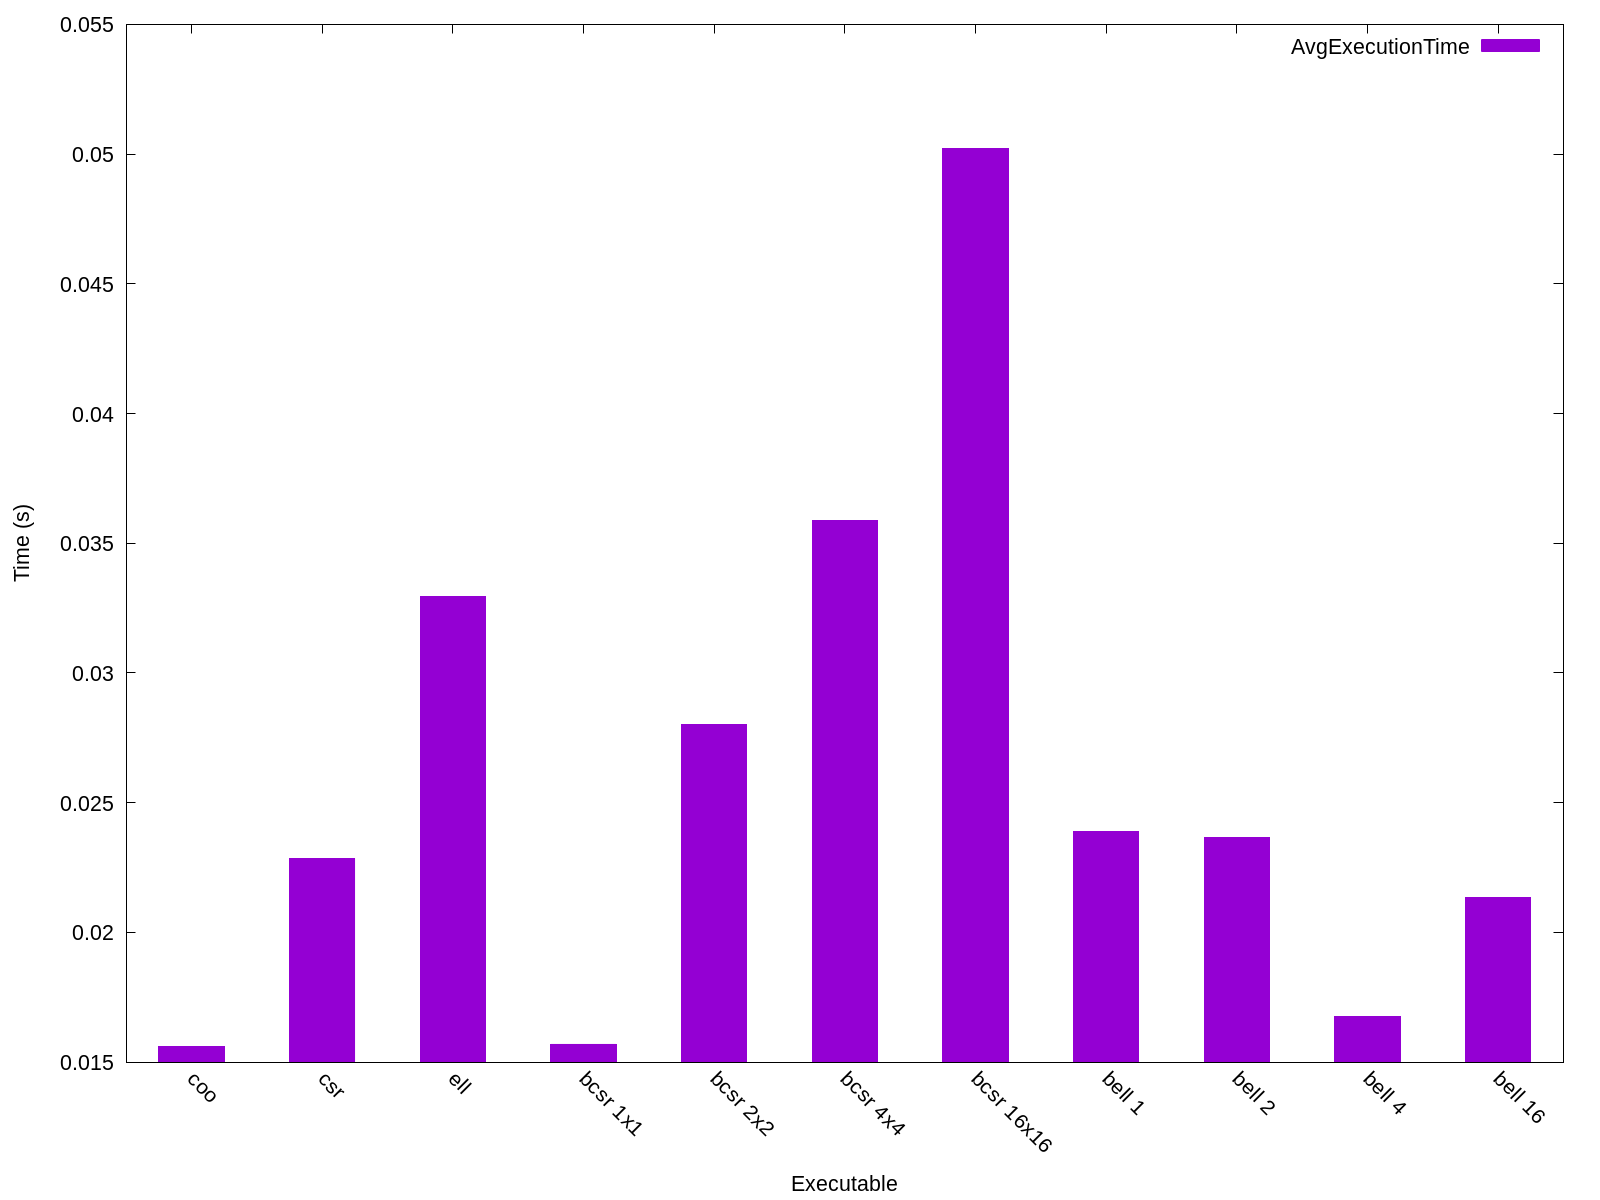 AvgExecutionTime
0.055
0.05
0.045
0.04
0.035
0.03
0.025
0.02
0.015
Time (s)
coo
csr
ell
bcsr 1x1
bcsr 2x2
bcsr 4x4
bcsr 16x16
bell 1
bell 2
bell 4
bell 16
Executable